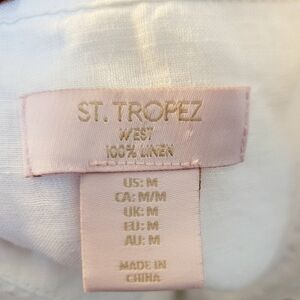 ST. TROPEZ
WEST
100% LINEN
US: M
CA: M/M
UK: M
EU: M
AU: M
MADE IN
CHINA